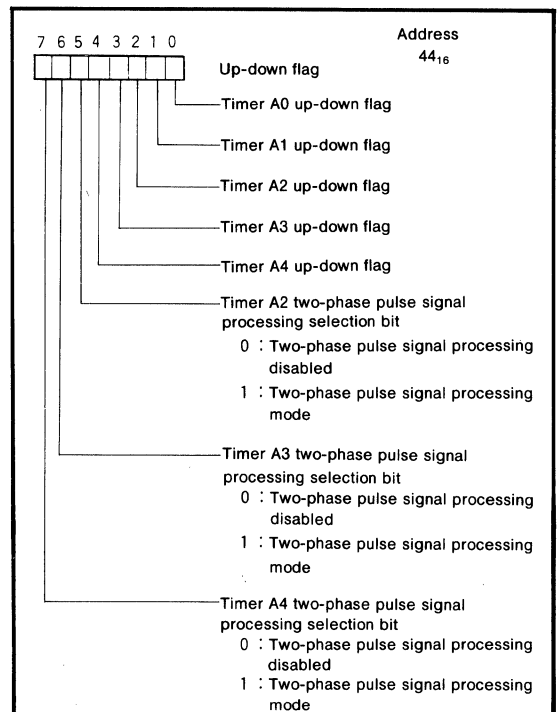 Address
44₁₆
7 6 5 4 3 2 1 0
Up-down flag
Timer A0 up-down flag
Timer A1 up-down flag
Timer A2 up-down flag
Timer A3 up-down flag
Timer A4 up-down flag
Timer A2 two-phase pulse signal
processing selection bit
0 : Two-phase pulse signal processing
disabled
1 : Two-phase pulse signal processing
mode
Timer A3 two-phase pulse signal
processing selection bit
0 : Two-phase pulse signal processing
disabled
1 : Two-phase pulse signal processing
mode
Timer A4 two-phase pulse signal
processing selection bit
0 : Two-phase pulse signal processing
disabled
1 : Two-phase pulse signal processing
mode